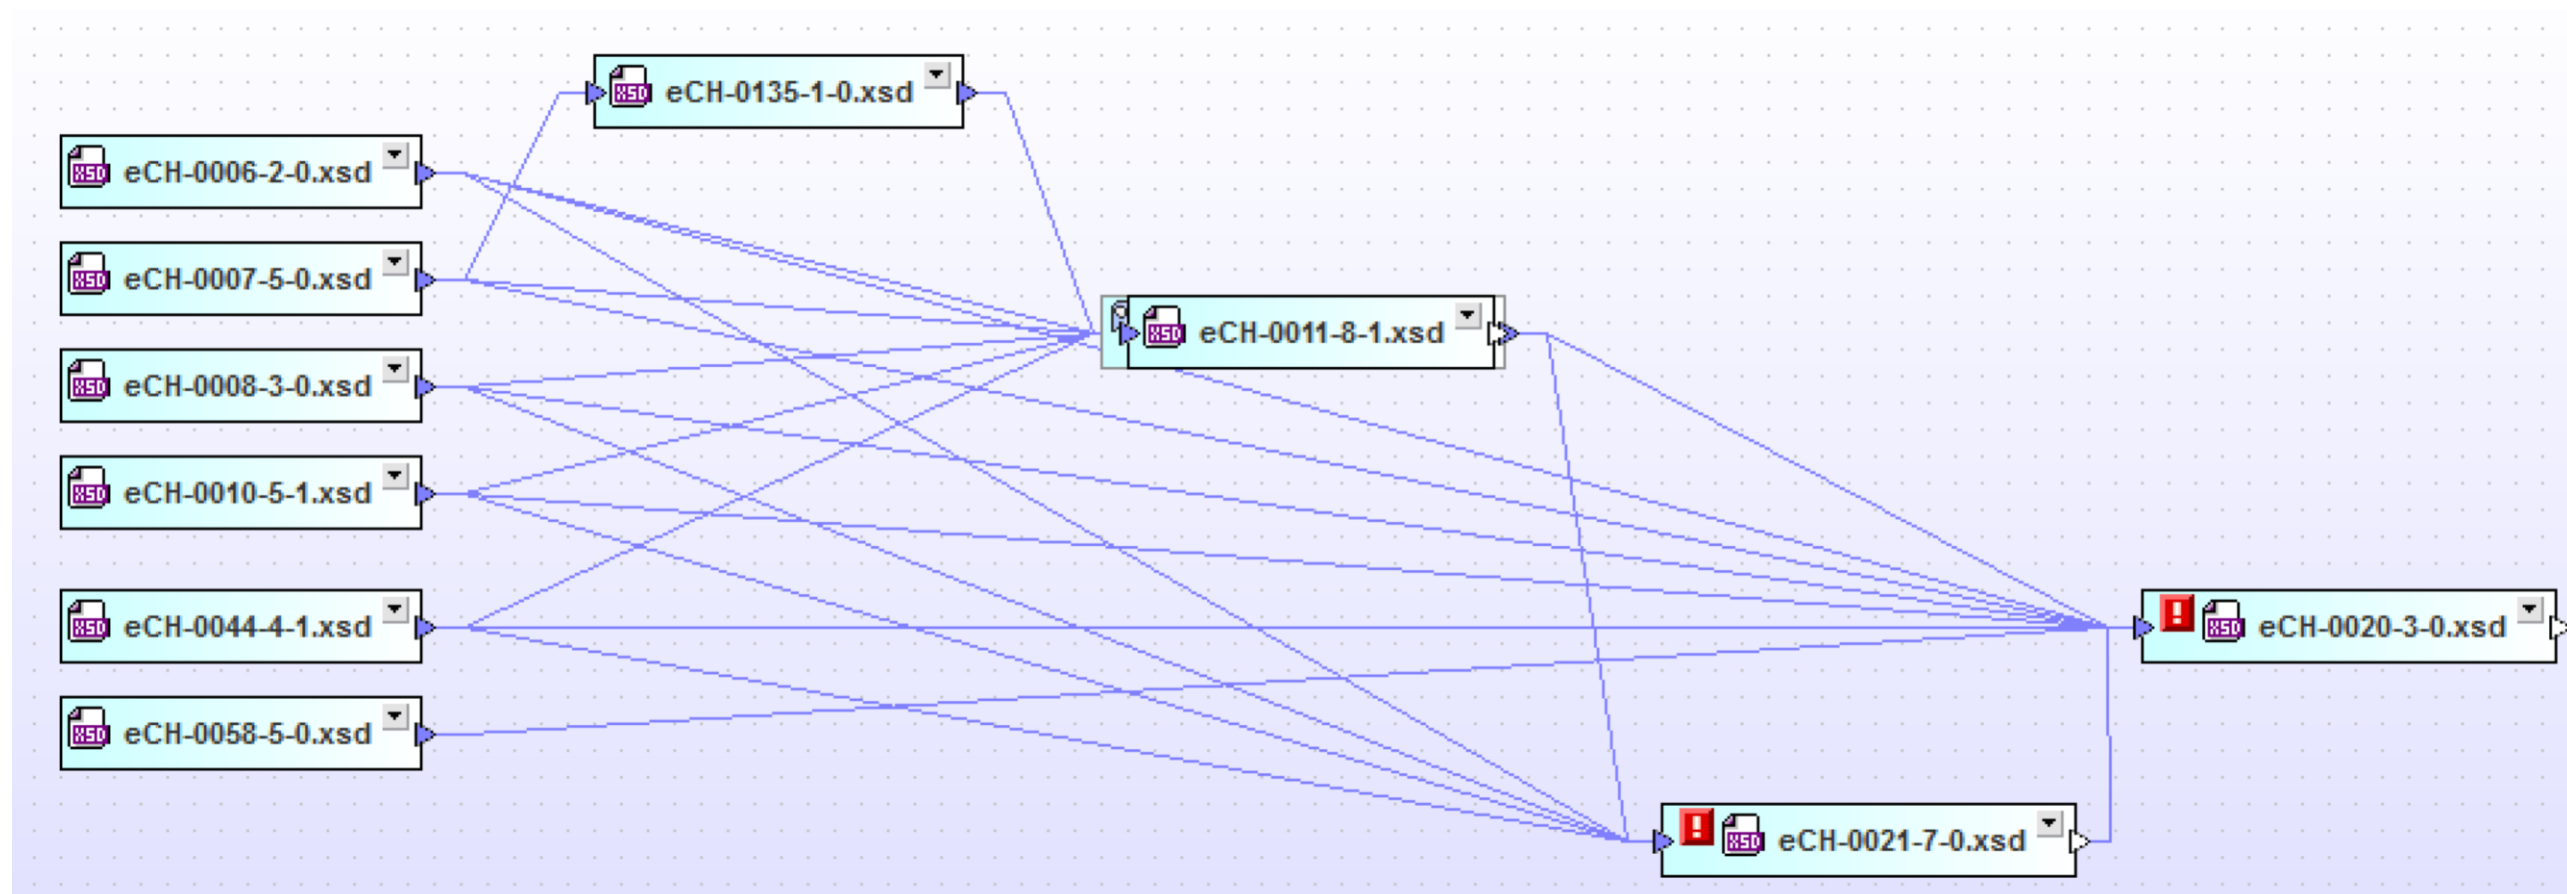 eCH-0135-1-0.xsd
eCH-0006-2-0.xsd
eCH-0007-5-0.xsd
eCH-0011-8-1.xsd
eCH-0008-3-0.xsd
eCH-0010-5-1.xsd
eCH-0044-4-1.xsd
! XSD eCH-0020-3-0.xsd
eCH-0058-5-0.xsd
! XSD eCH-0021-7-0.xsd